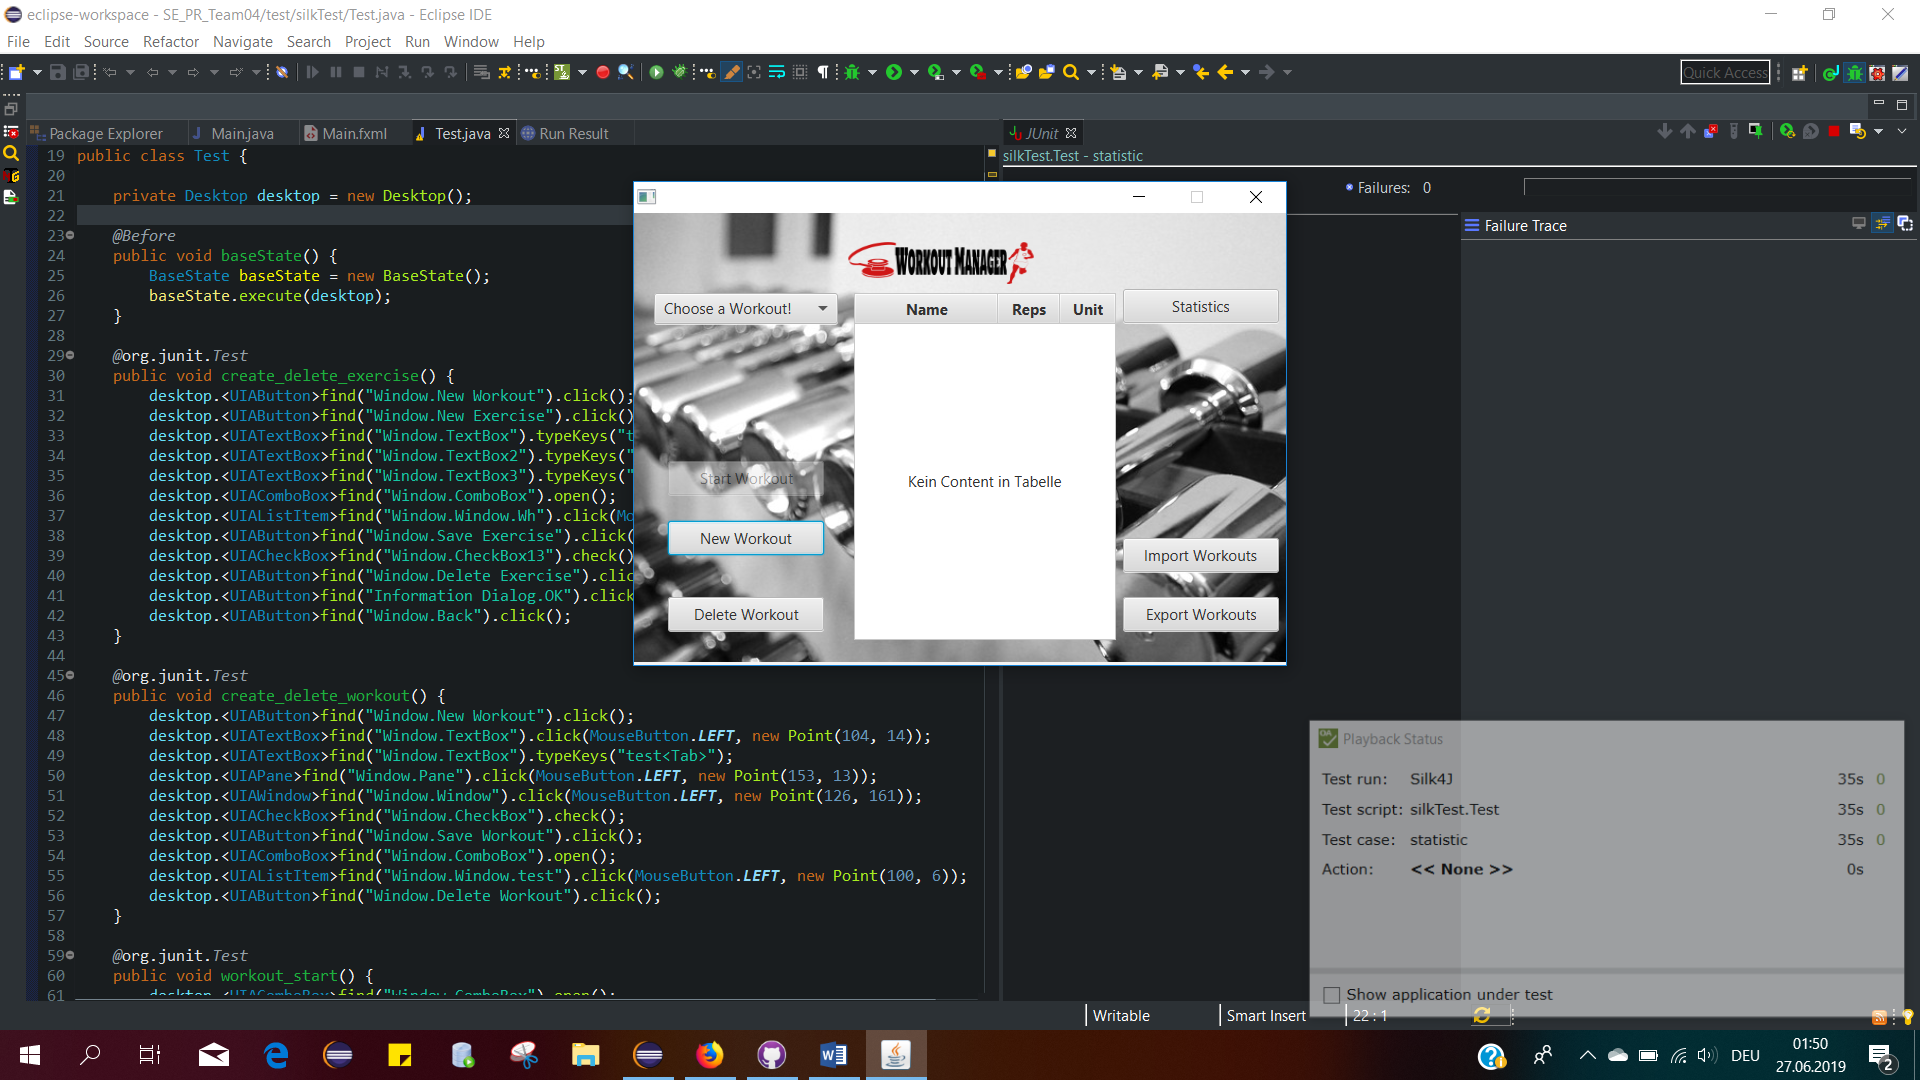 eclipse-workspace - SE_PR_Team04/test/silkTest/Test.java - Eclipse IDE
File Edit Source Refactor Navigate Search Project Run Window Help
Quick Access
Package Explorer Main.java Main.fxml Test.java Run Result
19 public class Test {
20
21 private Desktop desktop = new Desktop();
22
23 @Before
24 public void baseState() {
25 BaseState baseState = new BaseState();
26 baseState.execute(desktop);
27 }
28
29 @org.junit.Test
30 public void create_delete_exercise() {
31 desktop.<UIAButton>find("Window.New Workout").click();
32 desktop.<UIAButton>find("Window.New Exercise").click()
33 desktop.<UIATextBox>find("Window.TextBox").typeKeys("t
34 desktop.<UIATextBox>find("Window.TextBox2").typeKeys("
35 desktop.<UIATextBox>find("Window.TextBox3").typeKeys("
36 desktop.<UIAComboBox>find("Window.ComboBox").open();
37 desktop.<UIAListItem>find("Window.Window.Wh").click(Mo
38 desktop.<UIAButton>find("Window.Save Exercise").click(
39 desktop.<UIACheckBox>find("Window.CheckBox13").check()
40 desktop.<UIAButton>find("Window.Delete Exercise").clic
41 desktop.<UIAButton>find("Information Dialog.OK").click
42 desktop.<UIAButton>find("Window.Back").click();
43 }
44
45 @org.junit.Test
46 public void create_delete_workout() {
47 desktop.<UIAButton>find("Window.New Workout").click();
48 desktop.<UIATextBox>find("Window.TextBox").click(MouseButton.LEFT, new Point(104, 14));
49 desktop.<UIATextBox>find("Window.TextBox").typeKeys("test<Tab>");
50 desktop.<UIAPane>find("Window.Pane").click(MouseButton.LEFT, new Point(153, 13));
51 desktop.<UIAWindow>find("Window.Window").click(MouseButton.LEFT, new Point(126, 161));
52 desktop.<UIACheckBox>find("Window.CheckBox").check();
53 desktop.<UIAButton>find("Window.Save Workout").click();
54 desktop.<UIAComboBox>find("Window.ComboBox").open();
55 desktop.<UIAListItem>find("Window.Window.test").click(MouseButton.LEFT, new Point(100, 6));
56 desktop.<UIAButton>find("Window.Delete Workout").click();
57 }
58
59 @org.junit.Test
60 public void workout_start() {
61 desktop.<UIAComboBox>find("Window.ComboBox").open();
WORKOUT MANAGER
Choose a Workout!
Name Reps Unit
Statistics
Start Workout
Kein Content in Tabelle
New Workout
Import Workouts
Delete Workout
Export Workouts
JUnit
silkTest.Test - statistic
Failures: 0
Failure Trace
Playback Status
Test run: Silk4J 35s 0
Test script: silkTest.Test 35s 0
Test case: statistic 35s 0
Action: << None >> 0s
Show application under test
Writable Smart Insert 22 : 1
DEU
01:50
27.06.2019
2